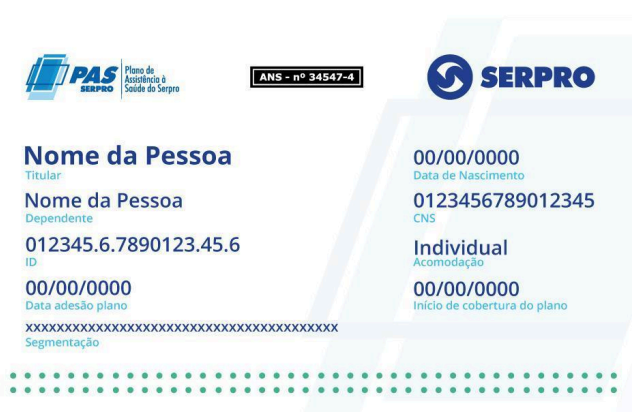 PAS
SERPRO
Plano de
Assistência à
Saúde do Serpro
ANS - nº 34547-4
SERPRO
Nome da Pessoa
Titular
00/00/0000
Data de Nascimento
Nome da Pessoa
Dependente
0123456789012345
CNS
012345.6.7890123.45.6
ID
Individual
Acomodação
00/00/0000
Data adesão plano
00/00/0000
Início de cobertura do plano
xxxxxxxxxxxxxxxxxxxxxxxxxxxxxxxxxxxxxxxxx
Segmentação